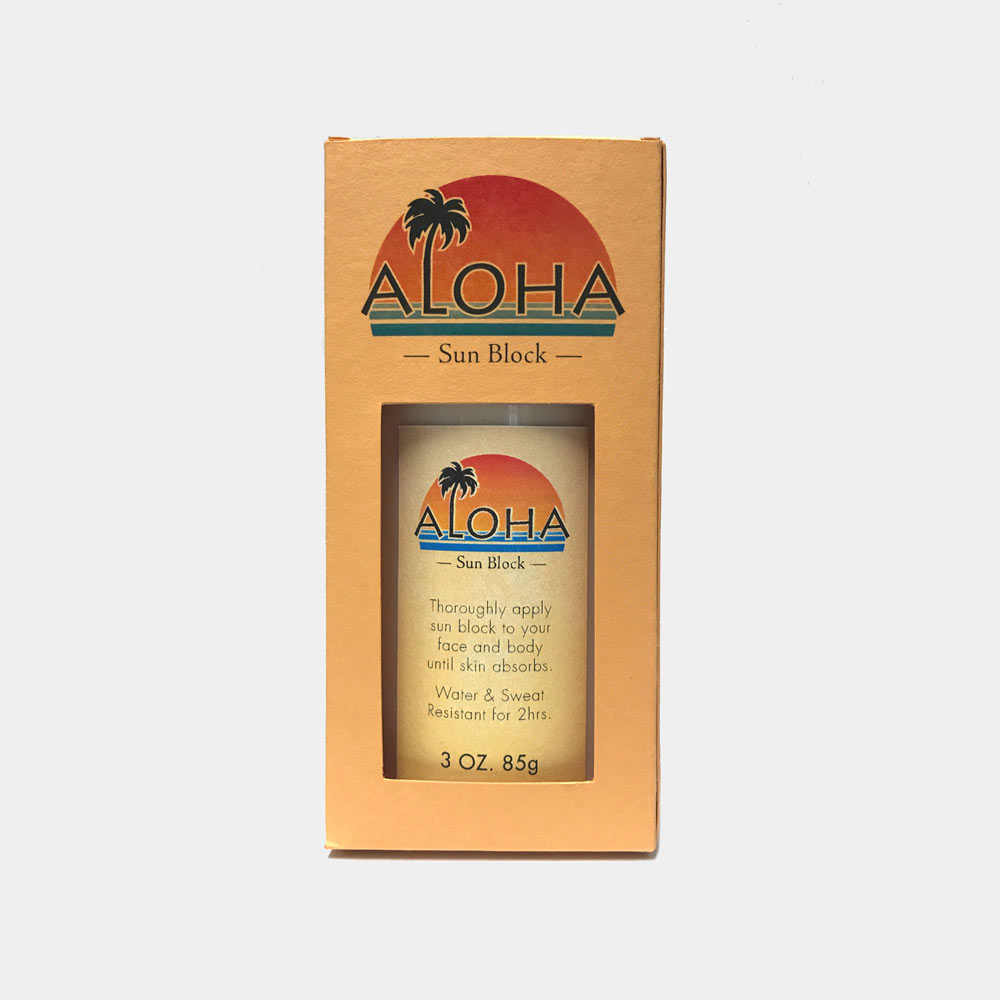 ALOHA
— Sun Block —
ALOHA
— Sun Block —
Thoroughly apply
sun block to your
face and body
until skin absorbs.
Water & Sweat
Resistant for 2hrs.
3 OZ. 85g